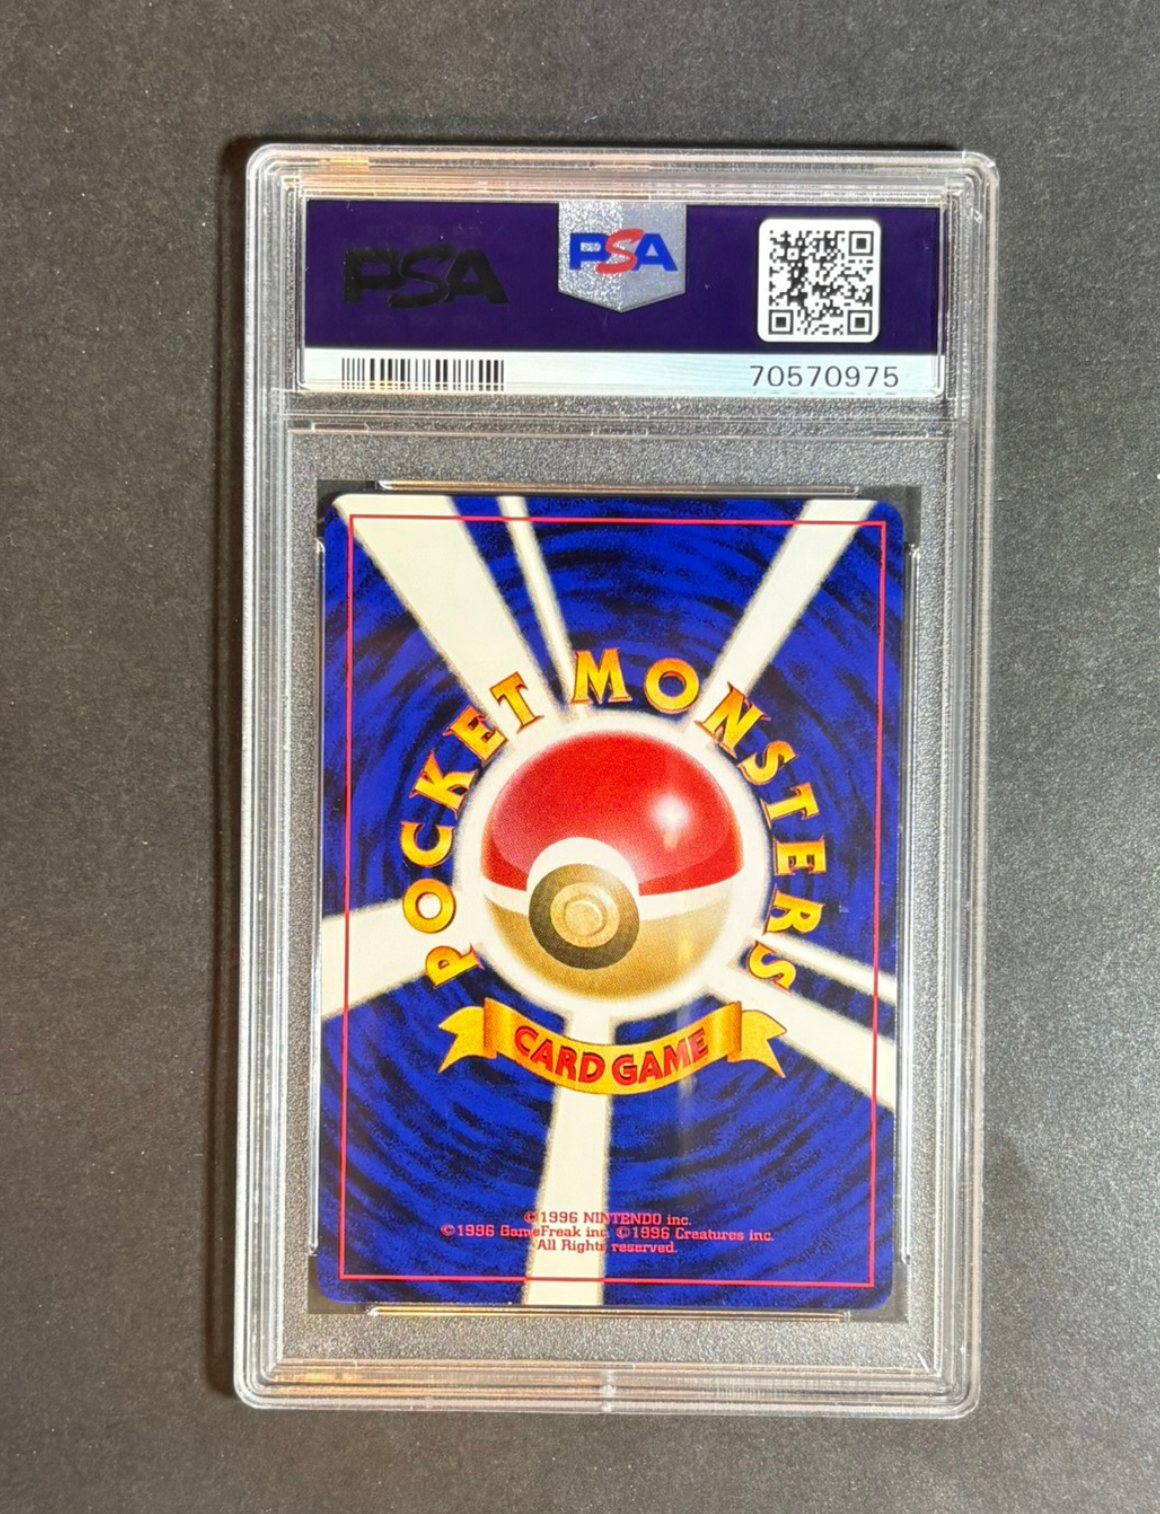 PSA
PSA
70570975
POCKET MONSTERS
CARD GAME
©1996 NINTENDO inc.
©1996 GameFreak inc. ©1996 Creatures inc.
All Rights reserved.